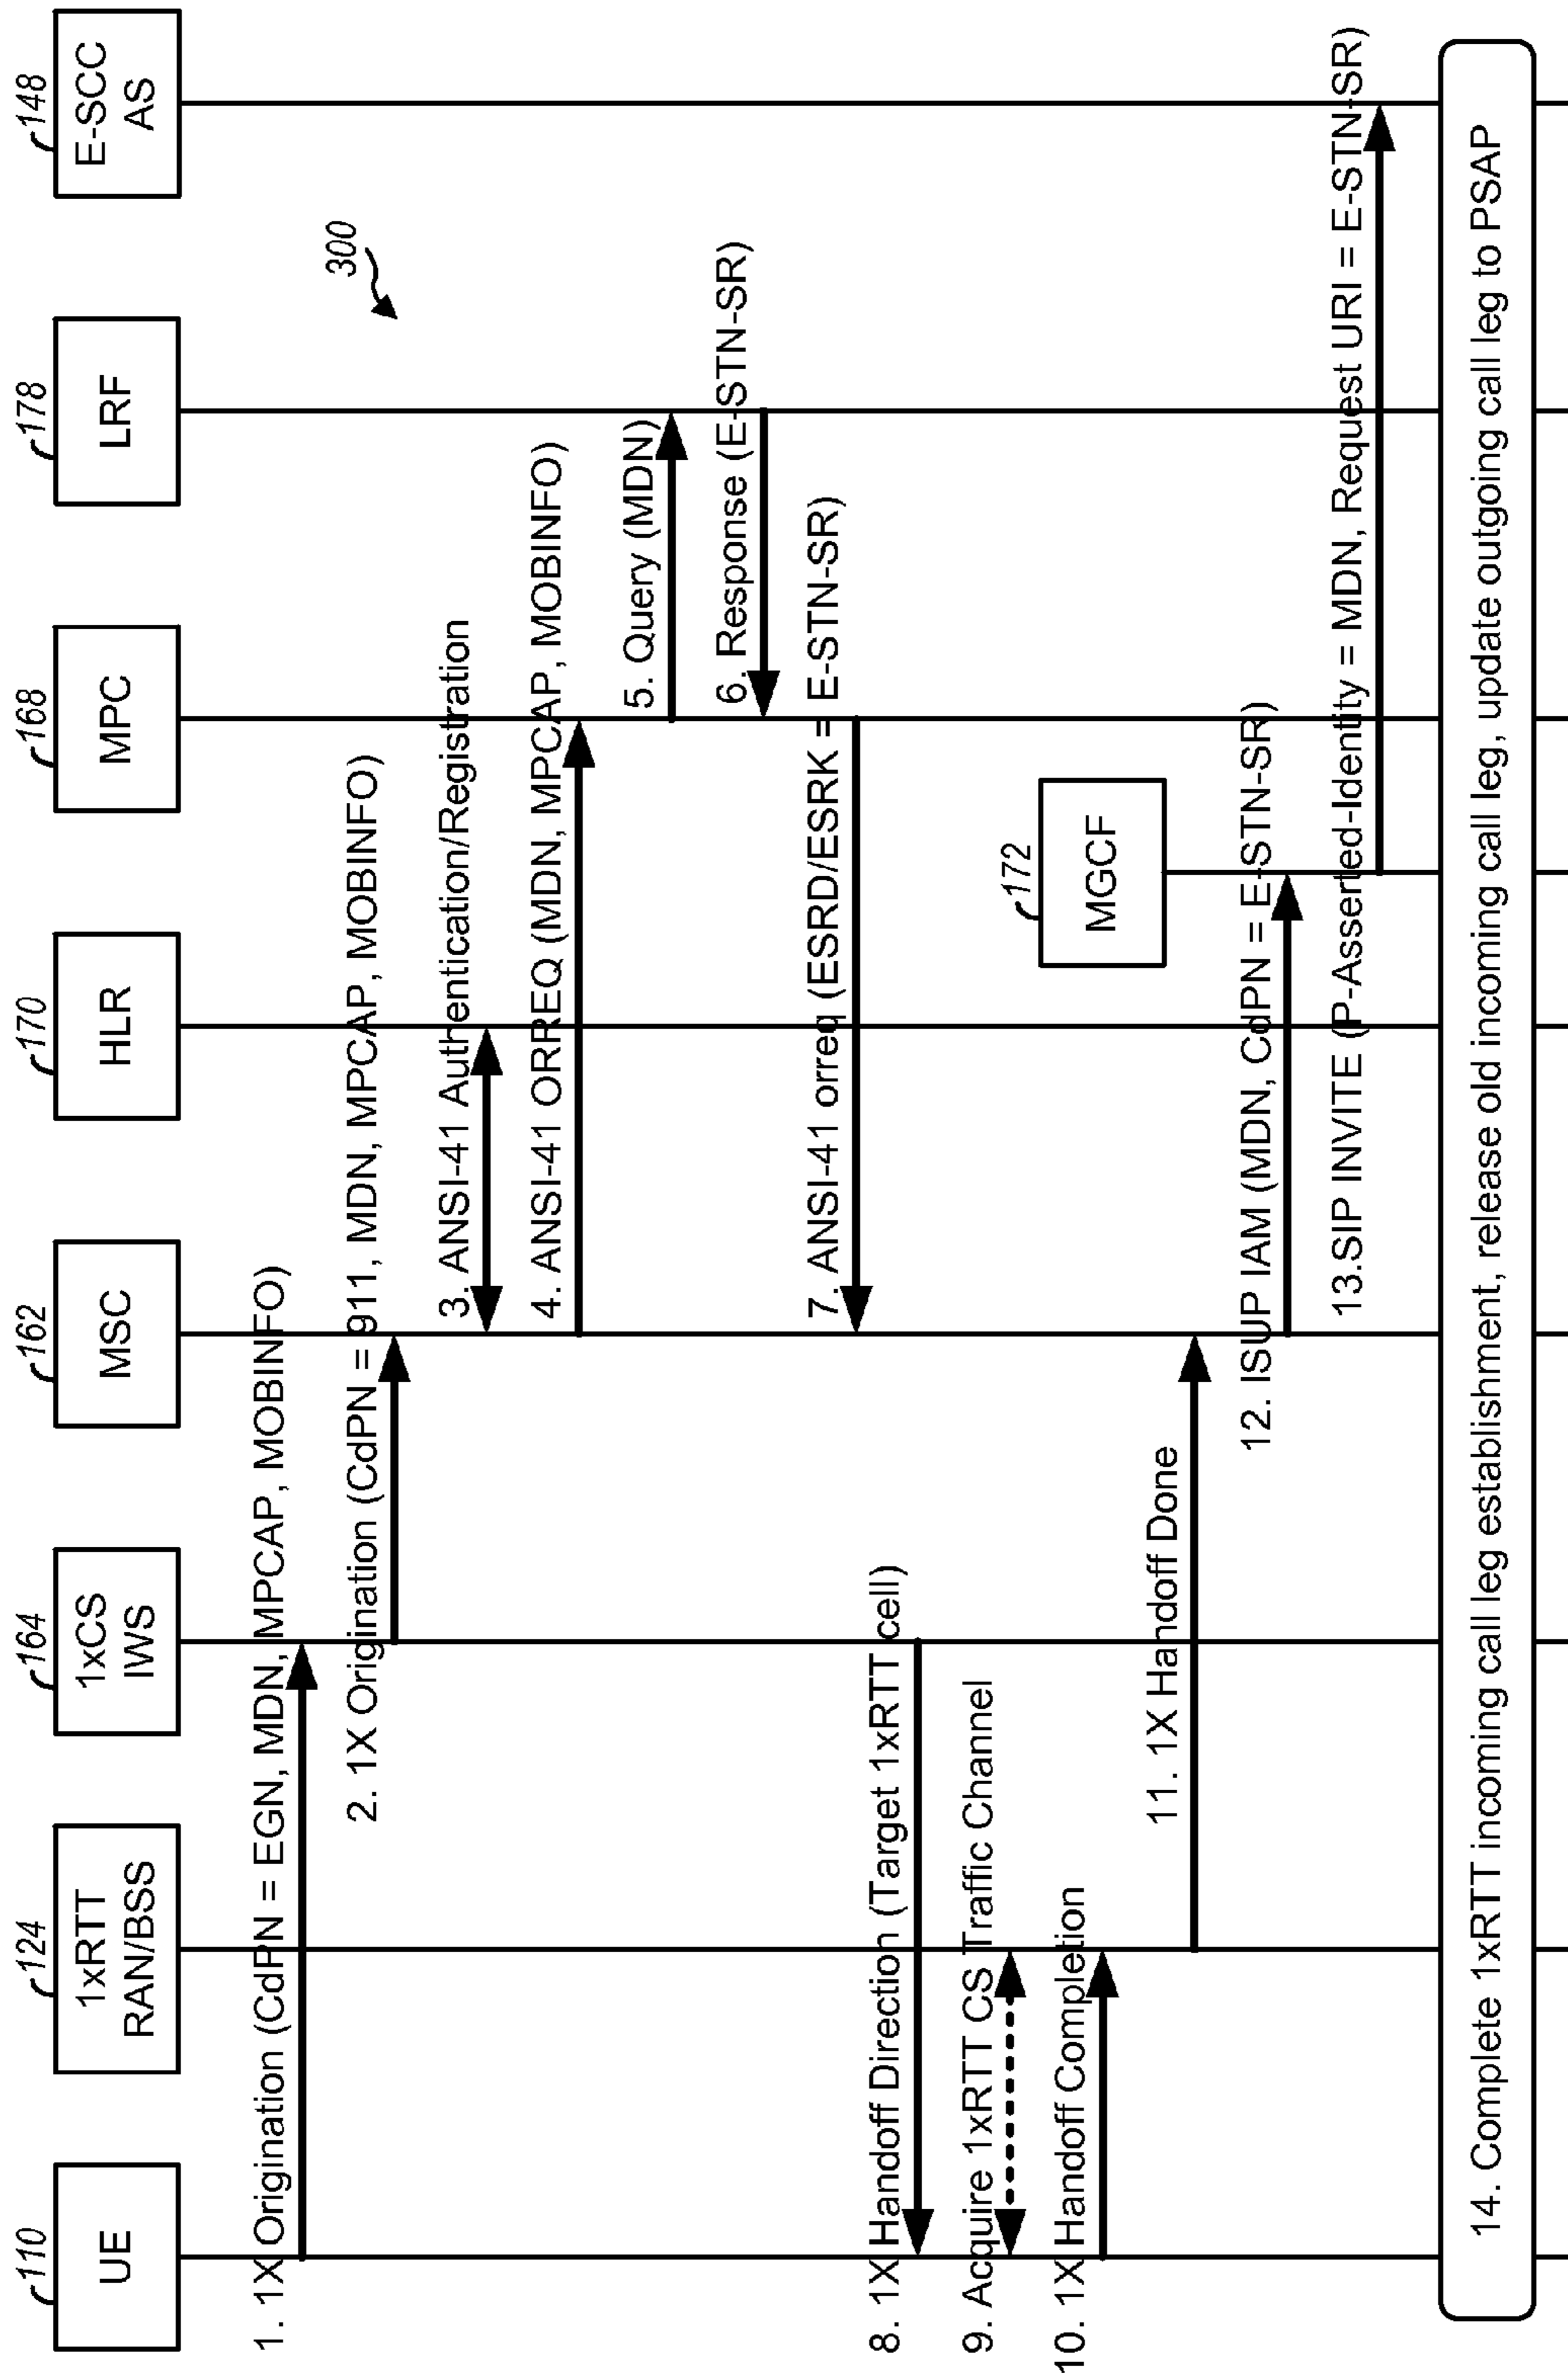 110
UE
124
1xRTT
RAN/BSS
164
1xCS
IWS
162
MSC
170
HLR
168
MPC
178
LRF
148
E-SCC
AS
300
1. 1X Origination (CdPN = EGN, MDN, MPCAP, MOBINFO)
2. 1X Origination (CdPN = 911, MDN, MPCAP, MOBINFO)
3. ANSI-41 Authentication/Registration
4. ANSI-41 ORREQ (MDN, MPCAP, MOBINFO)
5. Query (MDN)
6. Response (E-STN-SR)
7. ANSI-41 orreq (ESRD/ESRK = E-STN-SR)
8. 1X Handoff Direction (Target 1xRTT cell)
9. Acquire 1xRTT CS Traffic Channel
172
MGCF
10. 1X Handoff Completion
11. 1X Handoff Done
12. ISUP IAM (MDN, CdPN = E-STN-SR)
13.SIP INVITE (P-Asserted-Identity = MDN, Request URI = E-STN-SR)
14. Complete 1xRTT incoming call leg establishment, release old incoming call leg, update outgoing call leg to PSAP